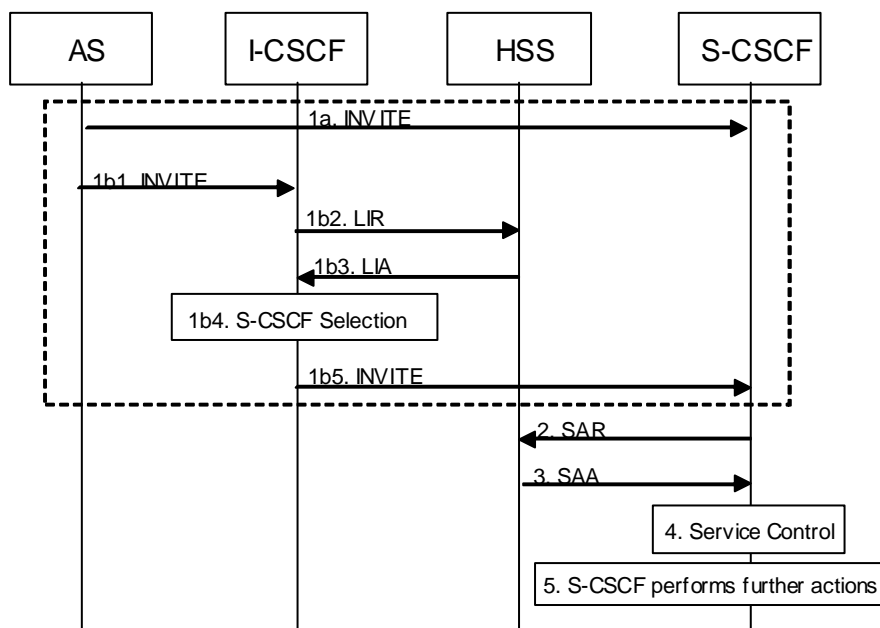 AS
I-CSCF
HSS
S-CSCF
1a. INVITE
1b1. INVITE
1b2. LIR
1b3. LIA
1b4. S-CSCF Selection
1b5. INVITE
2. SAR
3. SAA
4. Service Control
5. S-CSCF performs further actions